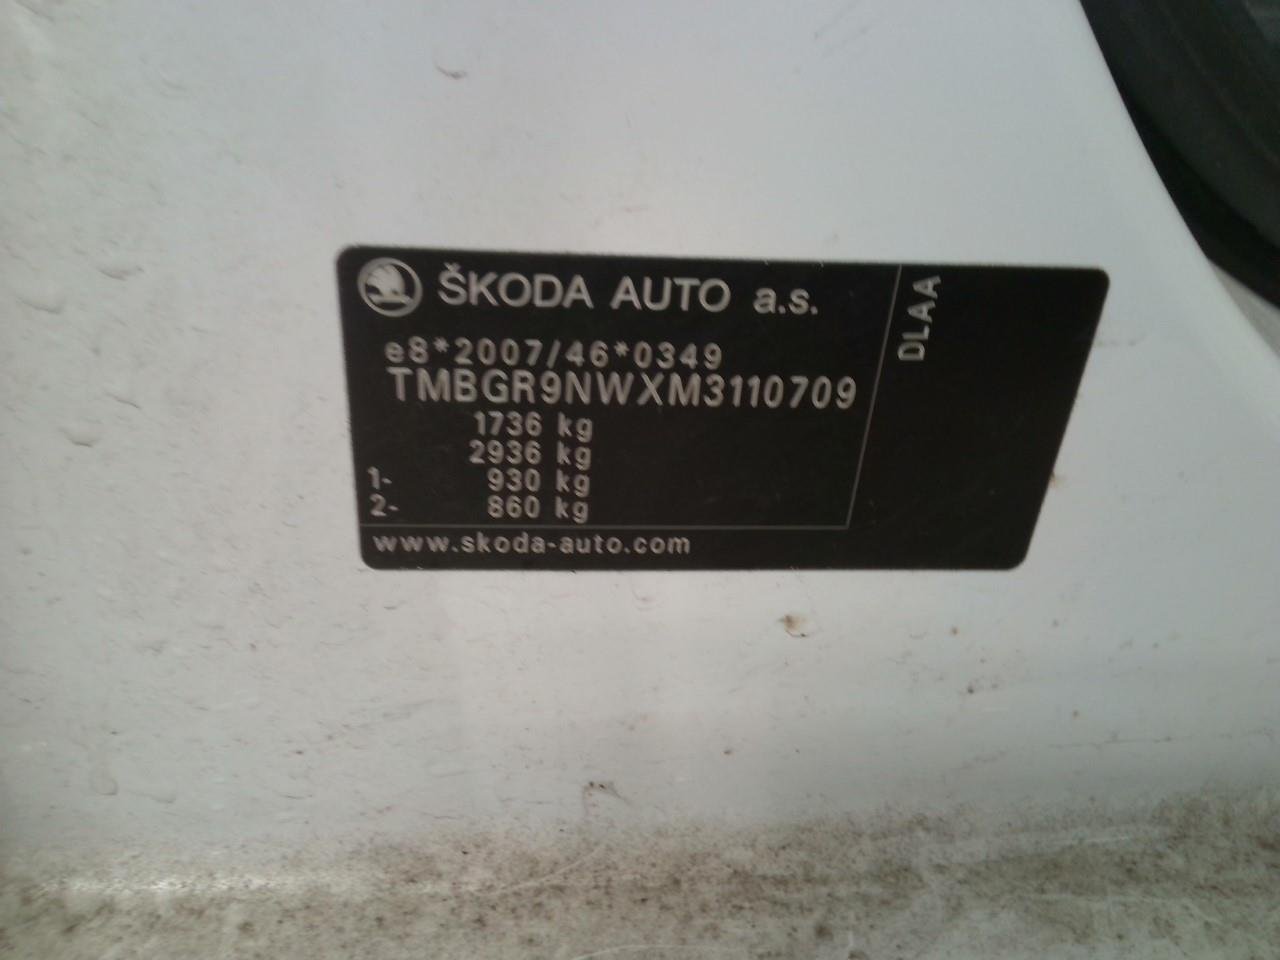 ŠKODA AUTO a.s.
DLAA
e8*2007/46*0349
TMBGR9NWXM3110709
1736 kg
2936 kg
1- 930 kg
2- 860 kg
www.skoda-auto.com